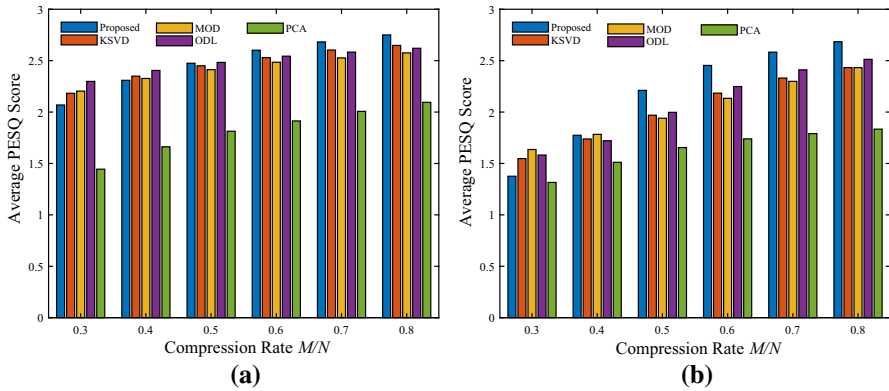 Proposed
KSVD
MOD
ODL
PCA
3
2.5
2
1.5
1
0.5
0
Average PESQ Score
0.3 0.4 0.5 0.6 0.7 0.8
Compression Rate M/N
(a)
Proposed
KSVD
MOD
ODL
PCA
3
2.5
2
1.5
1
0.5
0
Average PESQ Score
0.3 0.4 0.5 0.6 0.7 0.8
Compression Rate M/N
(b)